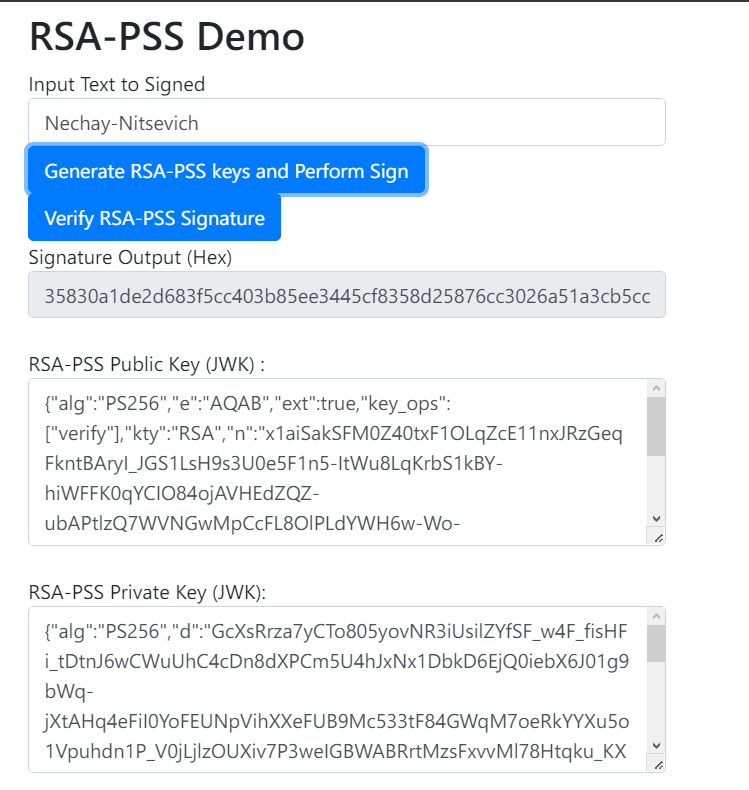 RSA-PSS Demo
Input Text to Signed
Nechay-Nitsevich
Generate RSA-PSS keys and Perform Sign
Verify RSA-PSS Signature
Signature Output (Hex)
35830a1de2d683f5cc403b85ee3445cf8358d25876cc3026a51a3cb5cc
RSA-PSS Public Key (JWK) :
{"alg":"PS256","e":"AQAB","ext":true,"key_ops":
["verify"],"kty":"RSA","n":"x1aiSakSFM0Z40txF1OLqZcE11nxJRzGeq
FkntBAryI_JGS1LsH9s3U0e5F1n5-ItWu8LqKrbS1kBY-
hiWFFK0qYCIO84ojAVHEdZQZ-
ubAPtlzQ7WVNGwMpCcFL8OlPLdYWH6w-Wo-
RSA-PSS Private Key (JWK):
{"alg":"PS256","d":"GcXsRrza7yCTo805yovNR3iUsilZYfSF_w4F_fisHF
i_tDtnJ6wCWuUhC4cDn8dXPCm5U4hJxNx1DbkD6EjQ0iebX6J01g9
bWq-
jXtAHq4eFiI0YoFEUNpVihXXeFUB9Mc533tF84GWqM7oeRkYYXu5o
1Vpuhdn1P_V0jLjlzOUXiv7P3weIGBWABRrtMzsFxvvMl78Htqku_KX